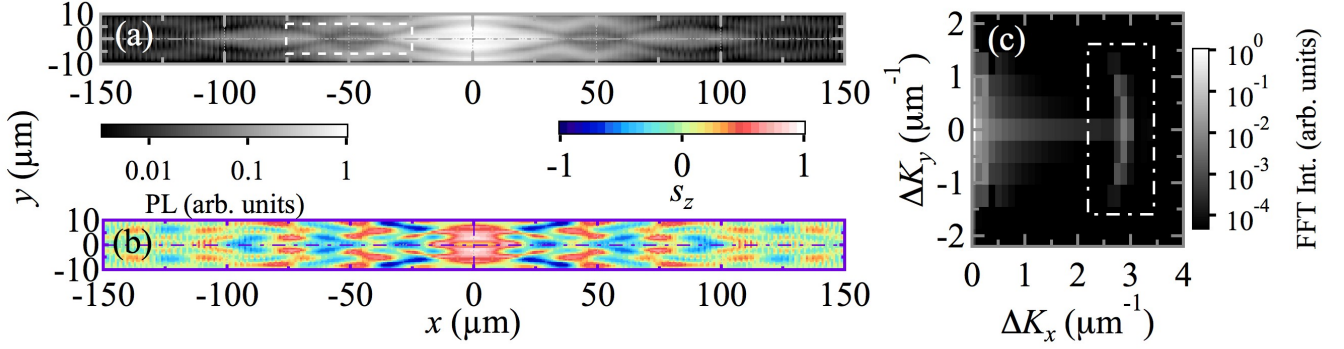 (a)
10
0
-10
-150 -100 -50 0 50 100 150
y (μm)
0.01 0.1 1
PL (arb. units)
-1 0 1
s_z
(b)
10
0
-10
-150 -100 -50 0 50 100 150
x (μm)
(c)
2
1
0
-1
-2
ΔK_y (μm⁻¹)
0 1 2 3 4
ΔK_x (μm⁻¹)
10⁰
10⁻¹
10⁻²
10⁻³
10⁻⁴
FFT Int. (arb. units)